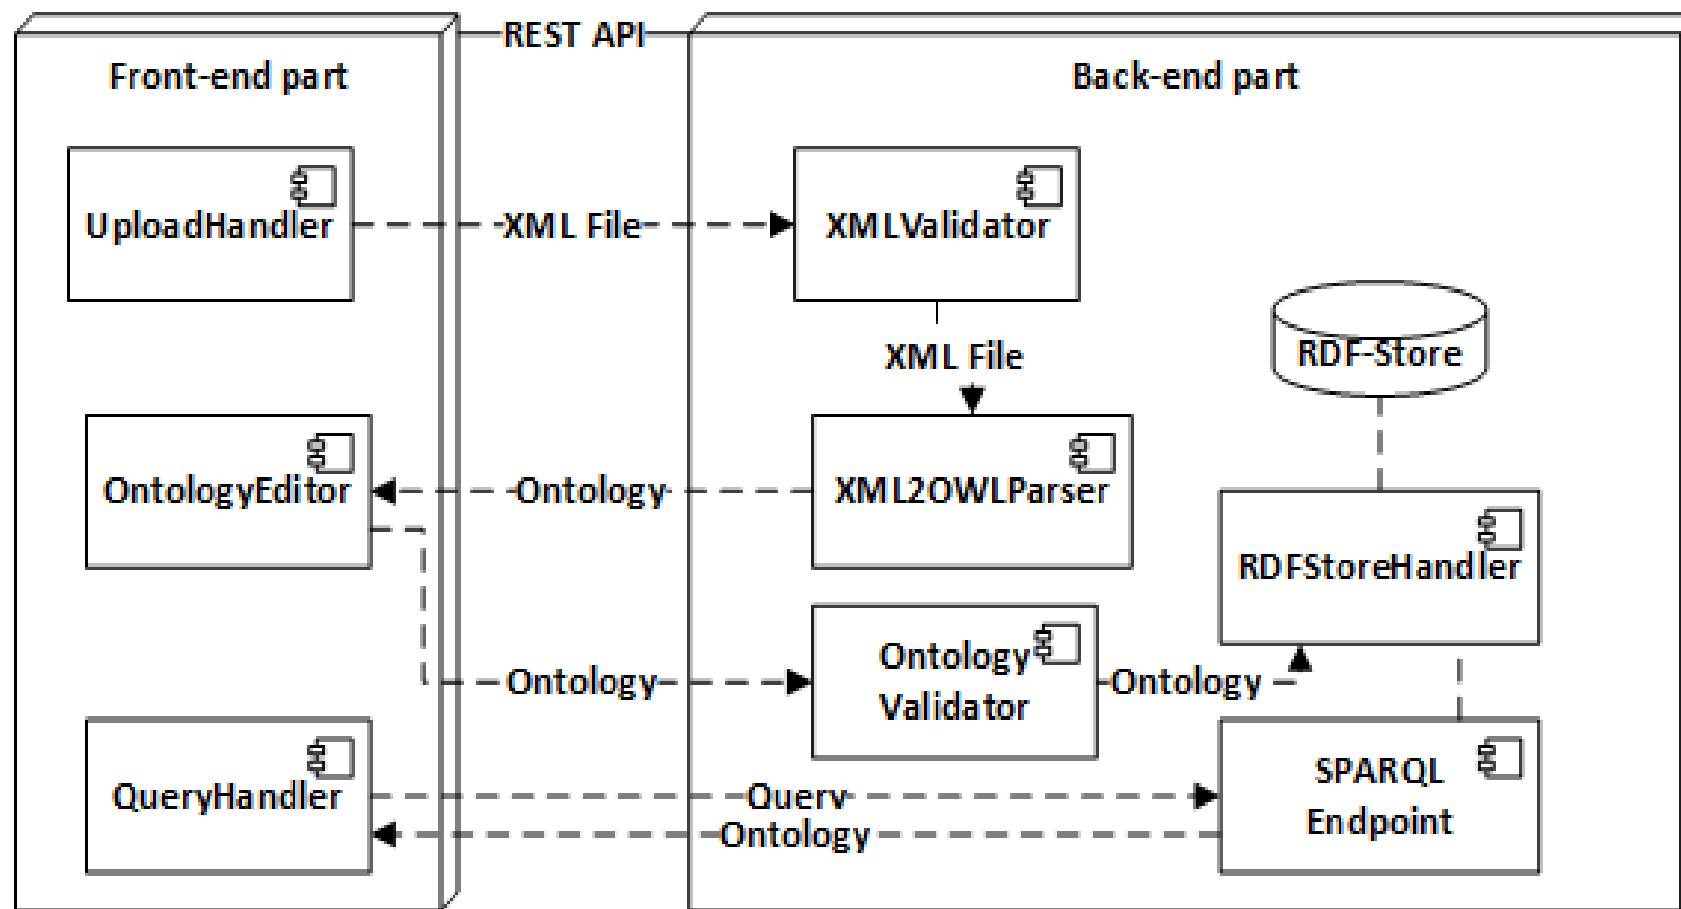 REST API
Front-end part
Back-end part
UploadHandler
XML File
XMLValidator
XML File
RDF-Store
OntologyEditor
Ontology
XML2OWLParser
RDFStoreHandler
Ontology
Ontology
Validator
Ontology
QueryHandler
Query
Ontology
SPARQL
Endpoint